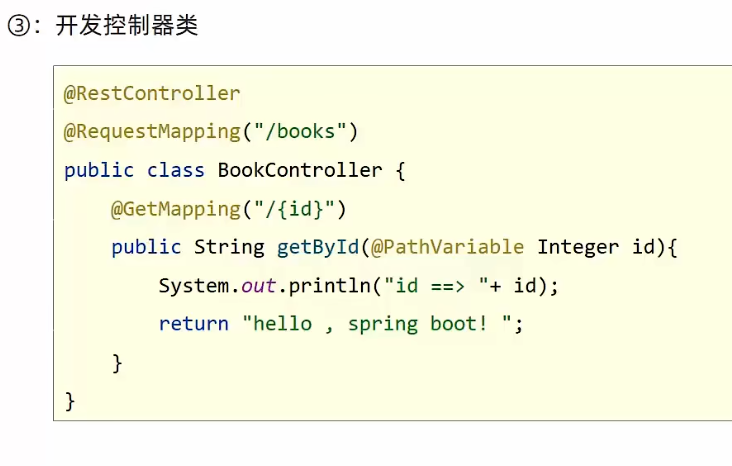 ③：开发控制器类
@RestController
@RequestMapping("/books")
public class BookController {
@GetMapping("/{id}")
public String getById(@PathVariable Integer id){
System.out.println("id ==> "+ id);
return "hello , spring boot! ";
}
}